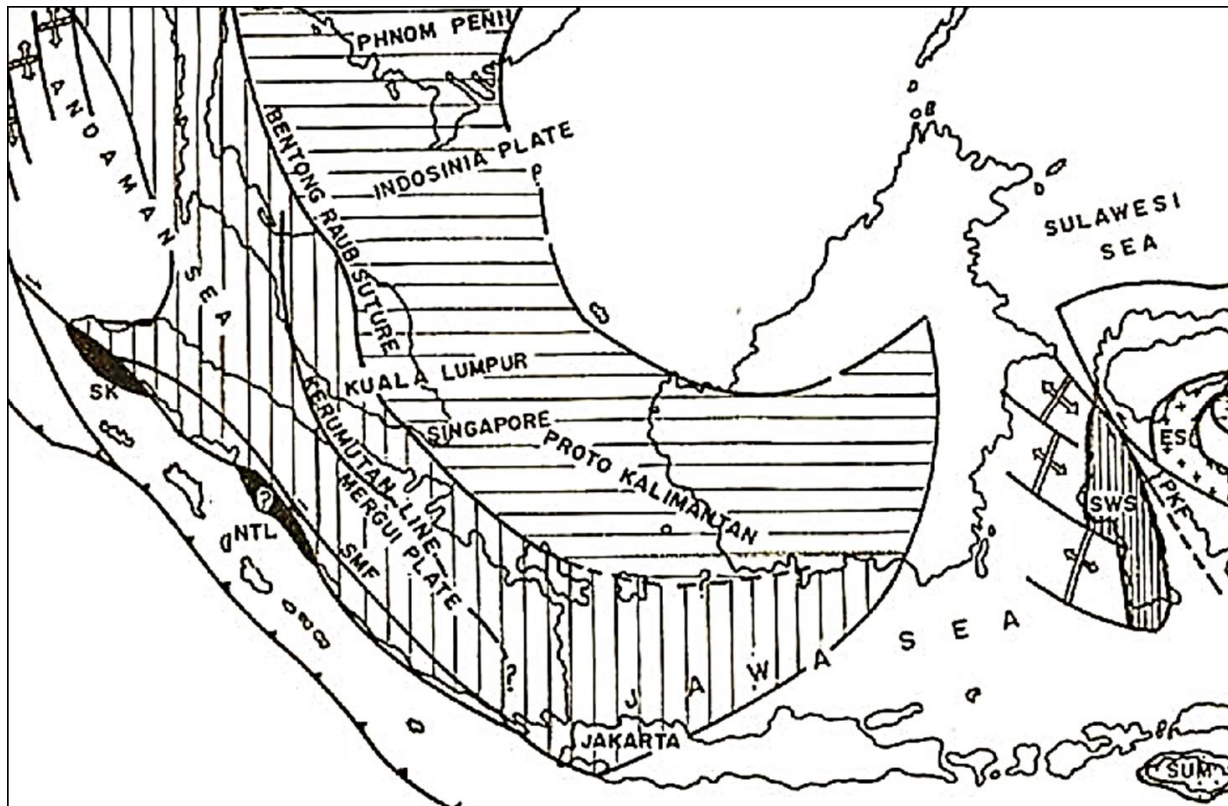 PHNOM PENH
ANDAMAN SEA
BENTONG RAUB SUTURE
INDOSINIA PLATE
?
SULAWESI
SEA
SK
KUALA LUMPUR
SINGAPORE
PROTO KALIMANTAN
KERUMUTAN LINE
MERGUI PLATE
SMF
?
NTL
ES
SWS
PKF
?
?
JAWA SEA
JAKARTA
SUM